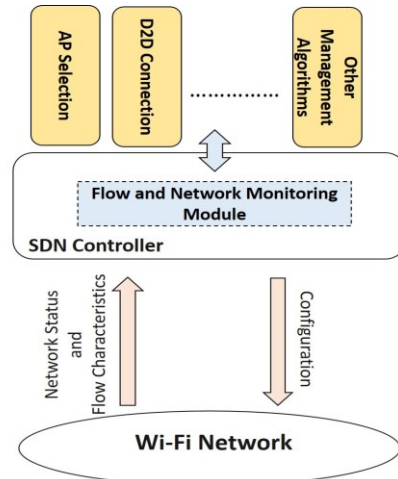 AP Selection
D2D Connection
....................
Other
Management
Algorithms
Flow and Network Monitoring
Module
SDN Controller
Network Status
and
Flow Characteristics
Configuration
Wi-Fi Network